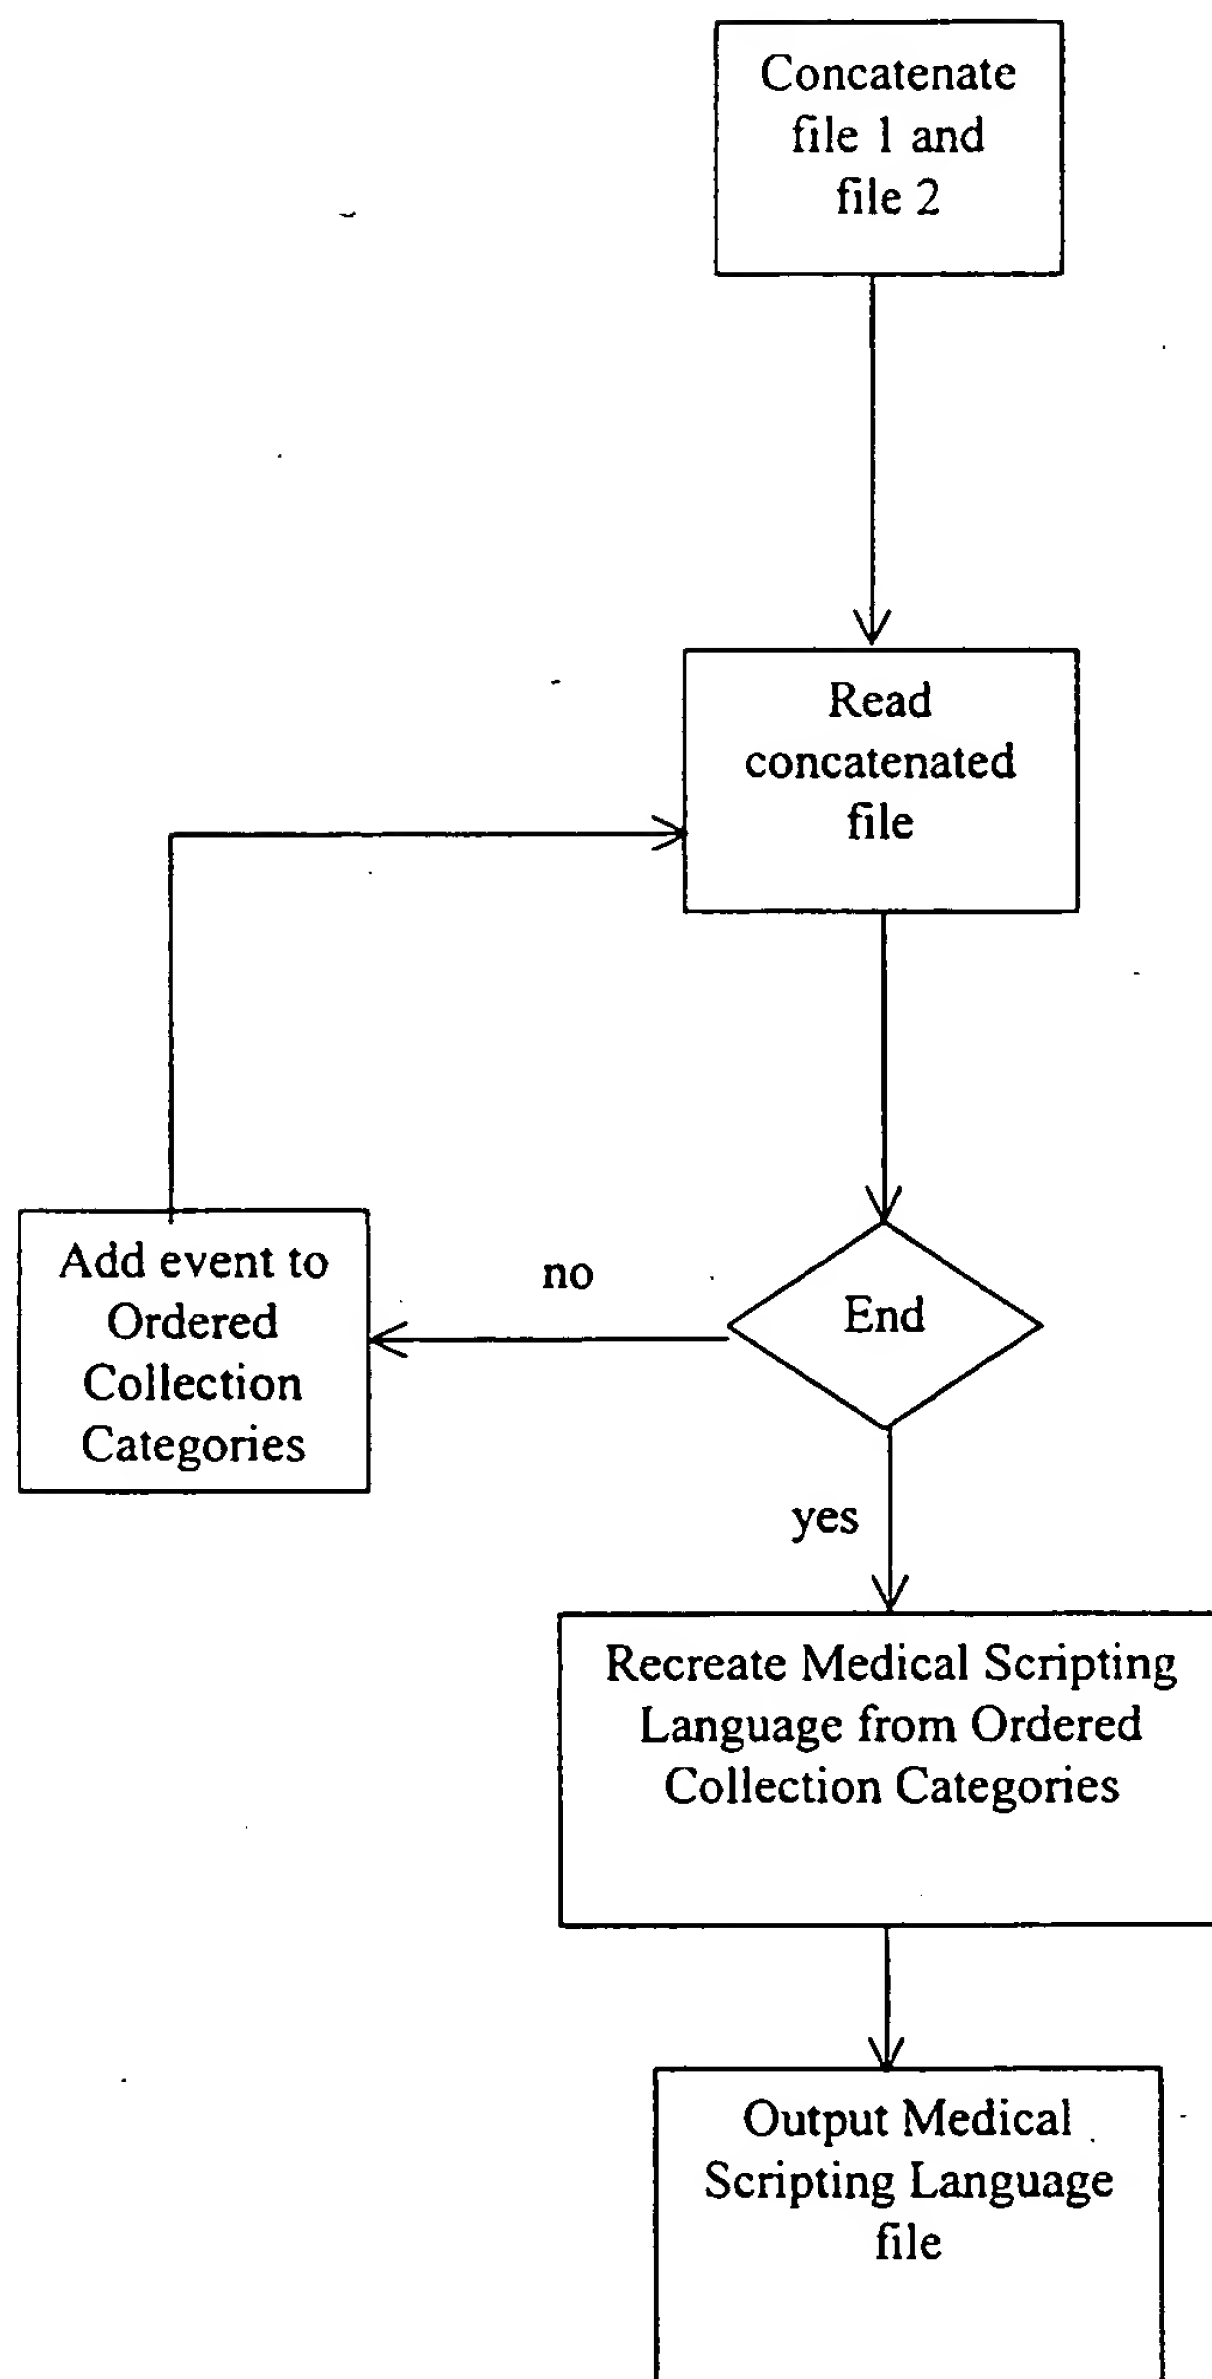 Concatenate
file 1 and
file 2
Read
concatenated
file
Add event to
Ordered
Collection
Categories
no
End
yes
Recreate Medical Scripting
Language from Ordered
Collection Categories
Output Medical
Scripting Language
file